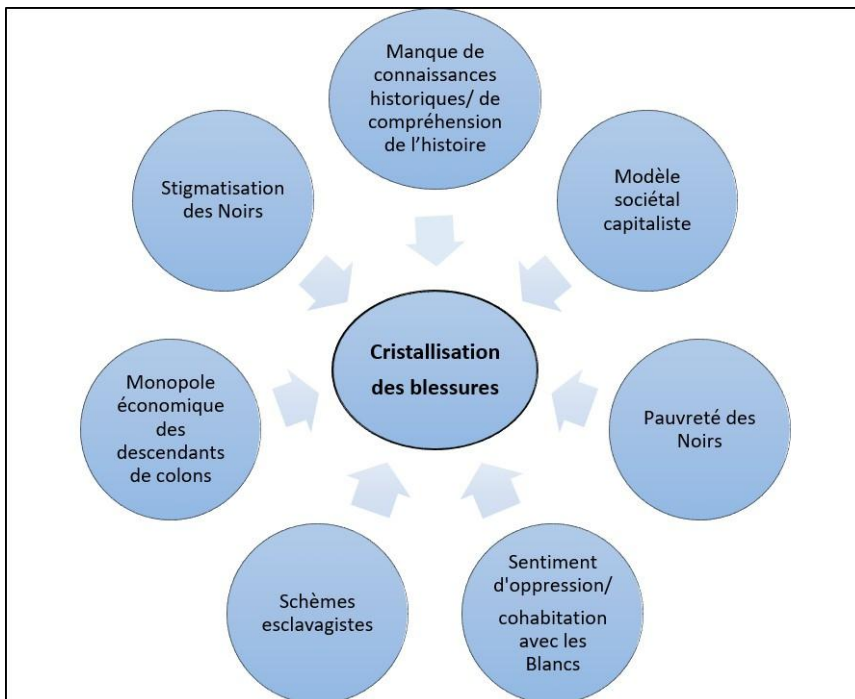 Manque de
connaissances
historiques/ de
compréhension
de l’histoire
Modèle
sociétal
capitaliste
Pauvreté des
Noirs
Sentiment
d'oppression/
cohabitation
avec les
Blancs
Schèmes
esclavagistes
Monopole
économique
des
descendants
de colons
Stigmatisation
des Noirs
Cristallisation
des blessures